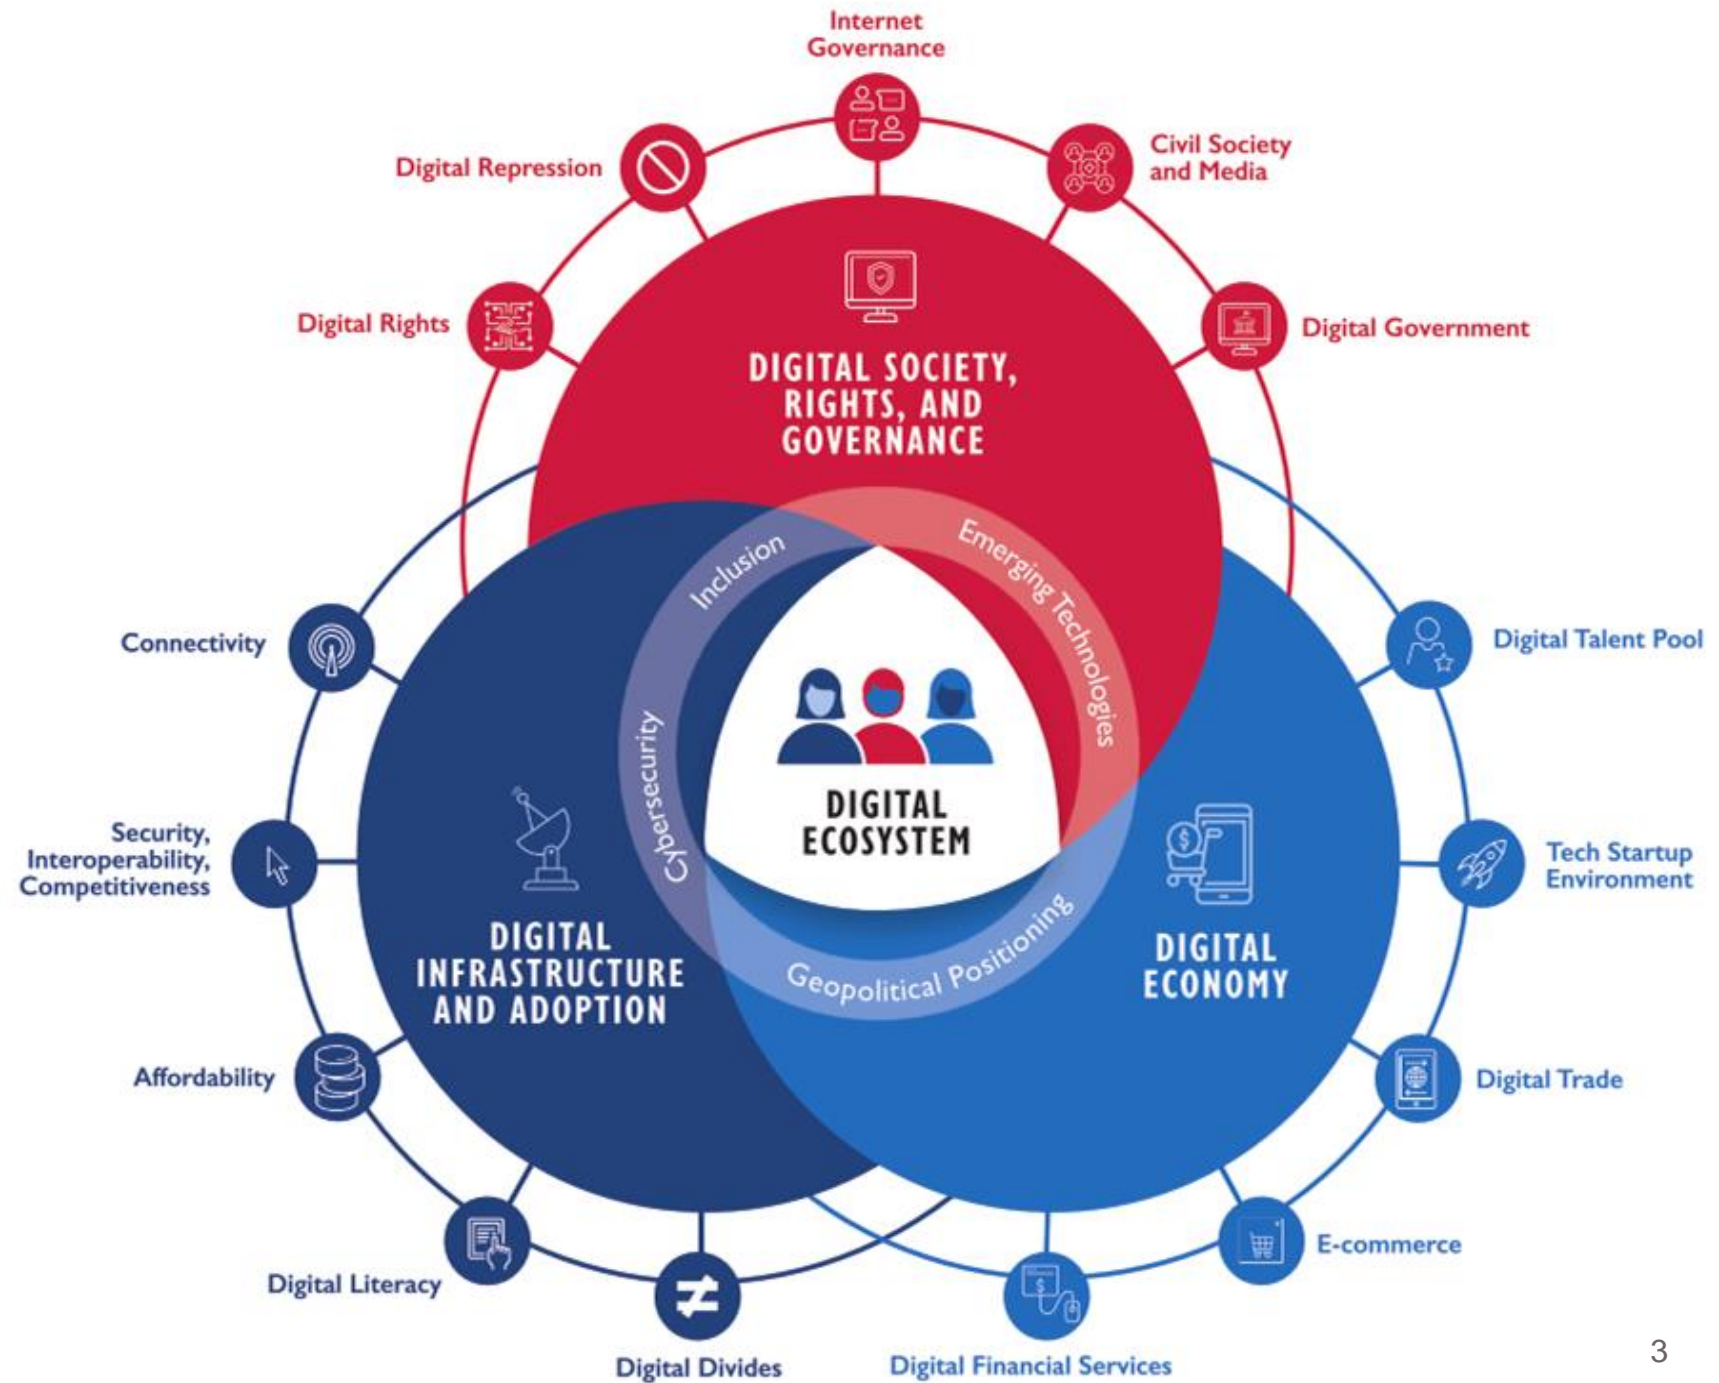 Internet
Governance
Digital Repression
Civil Society
and Media
Digital Rights
Digital Government
DIGITAL SOCIETY,
RIGHTS, AND
GOVERNANCE
Inclusion
Emerging Technologies
Cybersecurity
Geopolitical Positioning
DIGITAL
ECOSYSTEM
Connectivity
Security,
Interoperability,
Competitiveness
Affordability
Digital Literacy
Digital Divides
DIGITAL
INFRASTRUCTURE
AND ADOPTION
DIGITAL
ECONOMY
Digital Talent Pool
Tech Startup
Environment
Digital Trade
E-commerce
Digital Financial Services
3